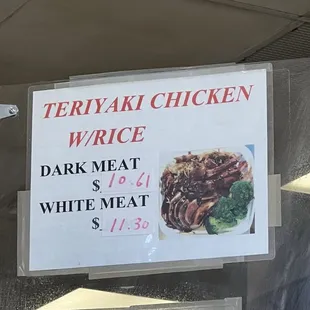 TERIYAKI CHICKEN
W/RICE
DARK MEAT
$ 10.61
WHITE MEAT
$ 11.30